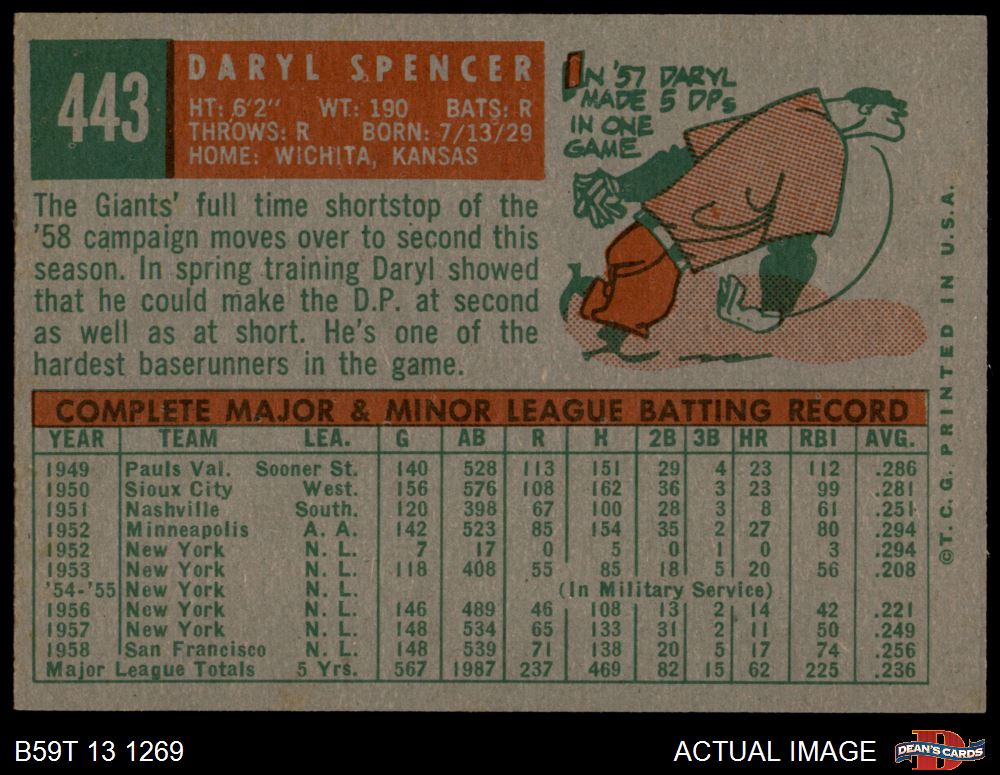 443
DARYL SPENCER
HT: 6'2" WT: 190 BATS: R
THROWS: R BORN: 7/13/29
HOME: WICHITA, KANSAS
IN '57 DARYL
MADE 5 DPs
IN ONE
GAME
The Giants' full time shortstop of the
'58 campaign moves over to second this
season. In spring training Daryl showed
that he could make the D.P. at second
as well as at short. He's one of the
hardest baserunners in the game.
COMPLETE MAJOR & MINOR LEAGUE BATTING RECORD
YEAR TEAM LEA. G AB R H 2B 3B HR RBI AVG.
1949 Pauls Val. Sooner St. 140 528 113 151 29 4 23 112 .286
1950 Sioux City West. 156 576 108 162 36 3 23 99 .281
1951 Nashville South. 120 398 67 100 28 3 8 61 .251
1952 Minneapolis A. A. 142 523 85 154 35 2 27 80 .294
1952 New York N. L. 7 17 0 5 0 1 0 3 .294
1953 New York N. L. 118 408 55 85 18 5 20 56 .208
'54-'55 New York N. L. (In Military Service)
1956 New York N. L. 146 489 46 108 13 2 14 42 .221
1957 New York N. L. 148 534 65 133 31 2 11 50 .249
1958 San Francisco N. L. 148 539 71 138 20 5 17 74 .256
Major League Totals 5 Yrs. 567 1987 237 469 82 15 62 225 .236
©T.C.G. PRINTED IN U.S.A.
B59T 13 1269
ACTUAL IMAGE
DEAN'S CARDS